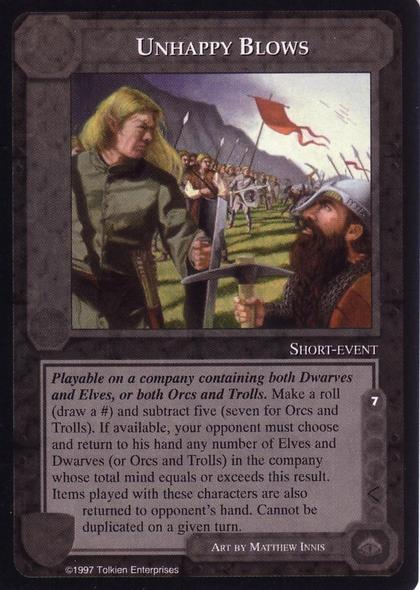 UNHAPPY BLOWS
SHORT-EVENT
Playable on a company containing both Dwarves
and Elves, or both Orcs and Trolls. Make a roll
(draw a #) and subtract five (seven for Orcs and
Trolls). If available, your opponent must choose
and return to his hand any number of Elves and
Dwarves (or Orcs and Trolls) in the company
whose total mind equals or exceeds this result.
Items played with these characters are also
returned to opponent's hand. Cannot be
duplicated on a given turn.
7
ART BY MATTHEW INNIS
©1997 Tolkien Enterprises